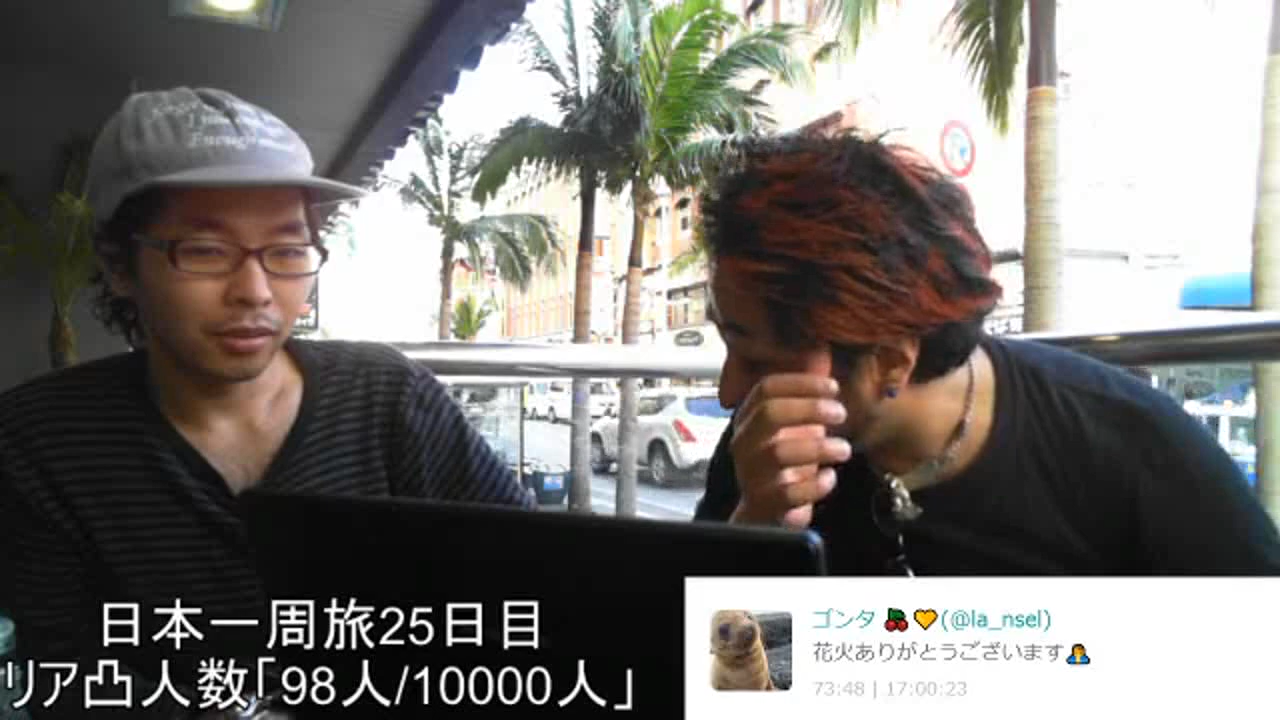 日本一周旅25日目
リア凸人数「98人/10000人」
ゴンタ🍒💛(@la_nsel)
花火ありがとうございます🙇‍♂️
73:48 | 17:00:23